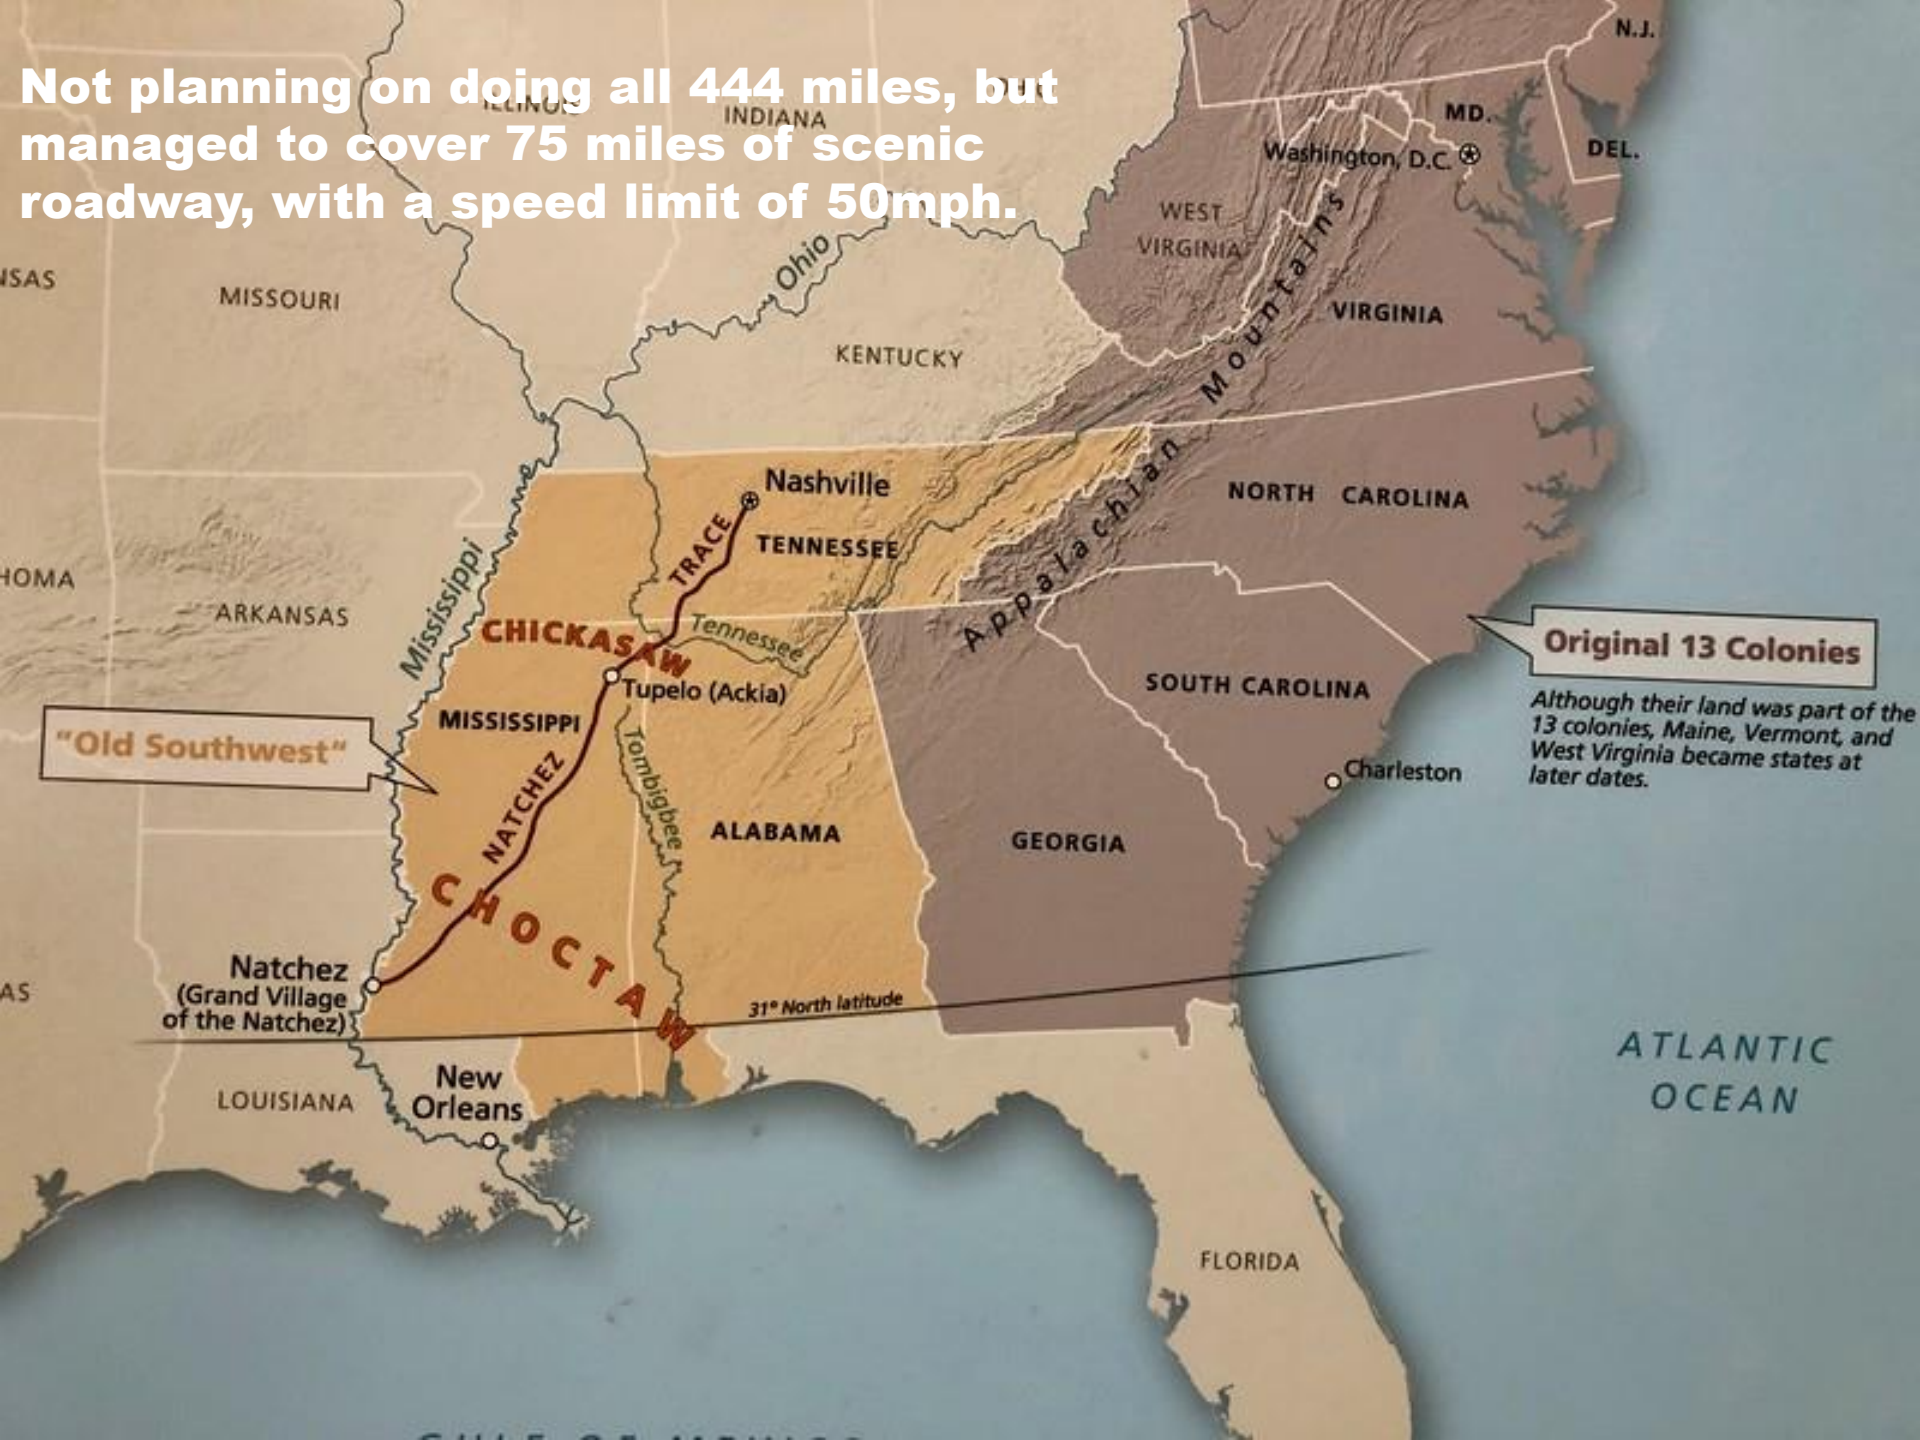 Not planning on doing all 444 miles, but
managed to cover 75 miles of scenic
roadway, with a speed limit of 50mph.
N.J.
ILLINOIS
INDIANA
MD.
Washington, D.C.
DEL.
WEST
VIRGINIA
Ohio
MISSOURI
VIRGINIA
KENTUCKY
Appalachian Mountains
Nashville
NORTH CAROLINA
TRACE
TENNESSEE
Mississippi
ARKANSAS
CHICKASAW
Tennessee
Original 13 Colonies
Tupelo (Ackia)
SOUTH CAROLINA
Although their land was part of the
13 colonies, Maine, Vermont, and
West Virginia became states at
later dates.
MISSISSIPPI
"Old Southwest"
Tombigbee
Charleston
NATCHEZ
ALABAMA
GEORGIA
CHOCTAW
Natchez
(Grand Village
of the Natchez)
31° North latitude
ATLANTIC
OCEAN
New
Orleans
LOUISIANA
FLORIDA